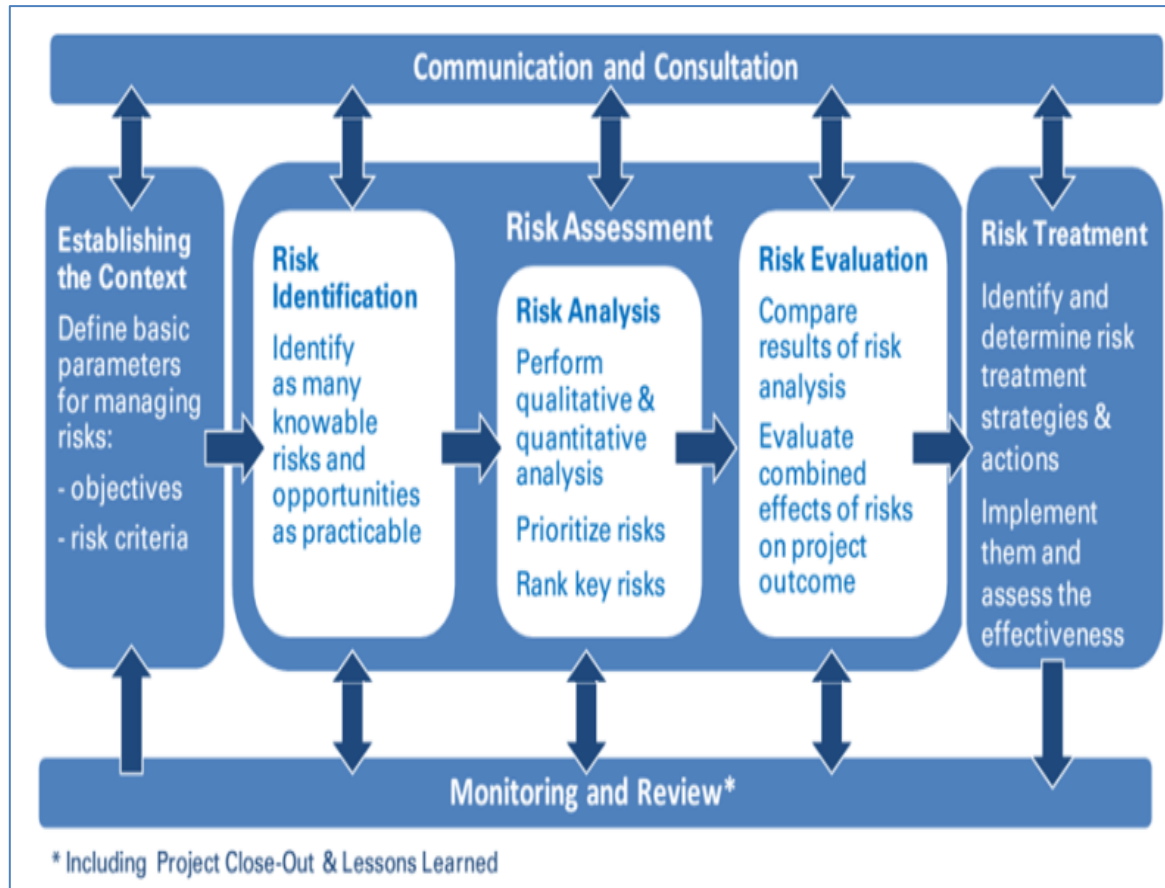 Communication and Consultation
Establishing
the Context
Define basic
parameters
for managing
risks:
- objectives
- risk criteria
Risk Assessment
Risk
Identification
Identify
as many
knowable
risks and
opportunities
as practicable
Risk Analysis
Perform
qualitative &
quantitative
analysis
Prioritize risks
Rank key risks
Risk Evaluation
Compare
results of risk
analysis
Evaluate
combined
effects of risks
on project
outcome
Risk Treatment
Identify and
determine risk
treatment
strategies &
actions
Implement
them and
assess the
effectiveness
Monitoring and Review*
* Including Project Close-Out & Lessons Learned